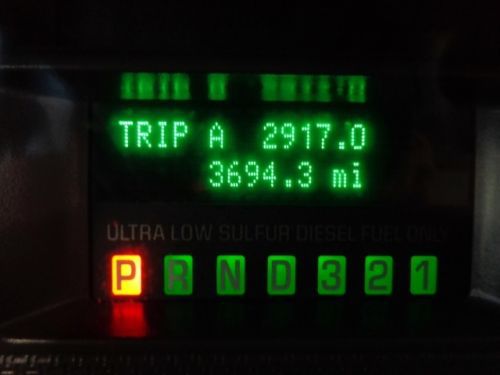 TRIP A 2917.0
3694.3 mi
ULTRA LOW SULFUR DIESEL FUEL ONLY
P R N D 3 2 1